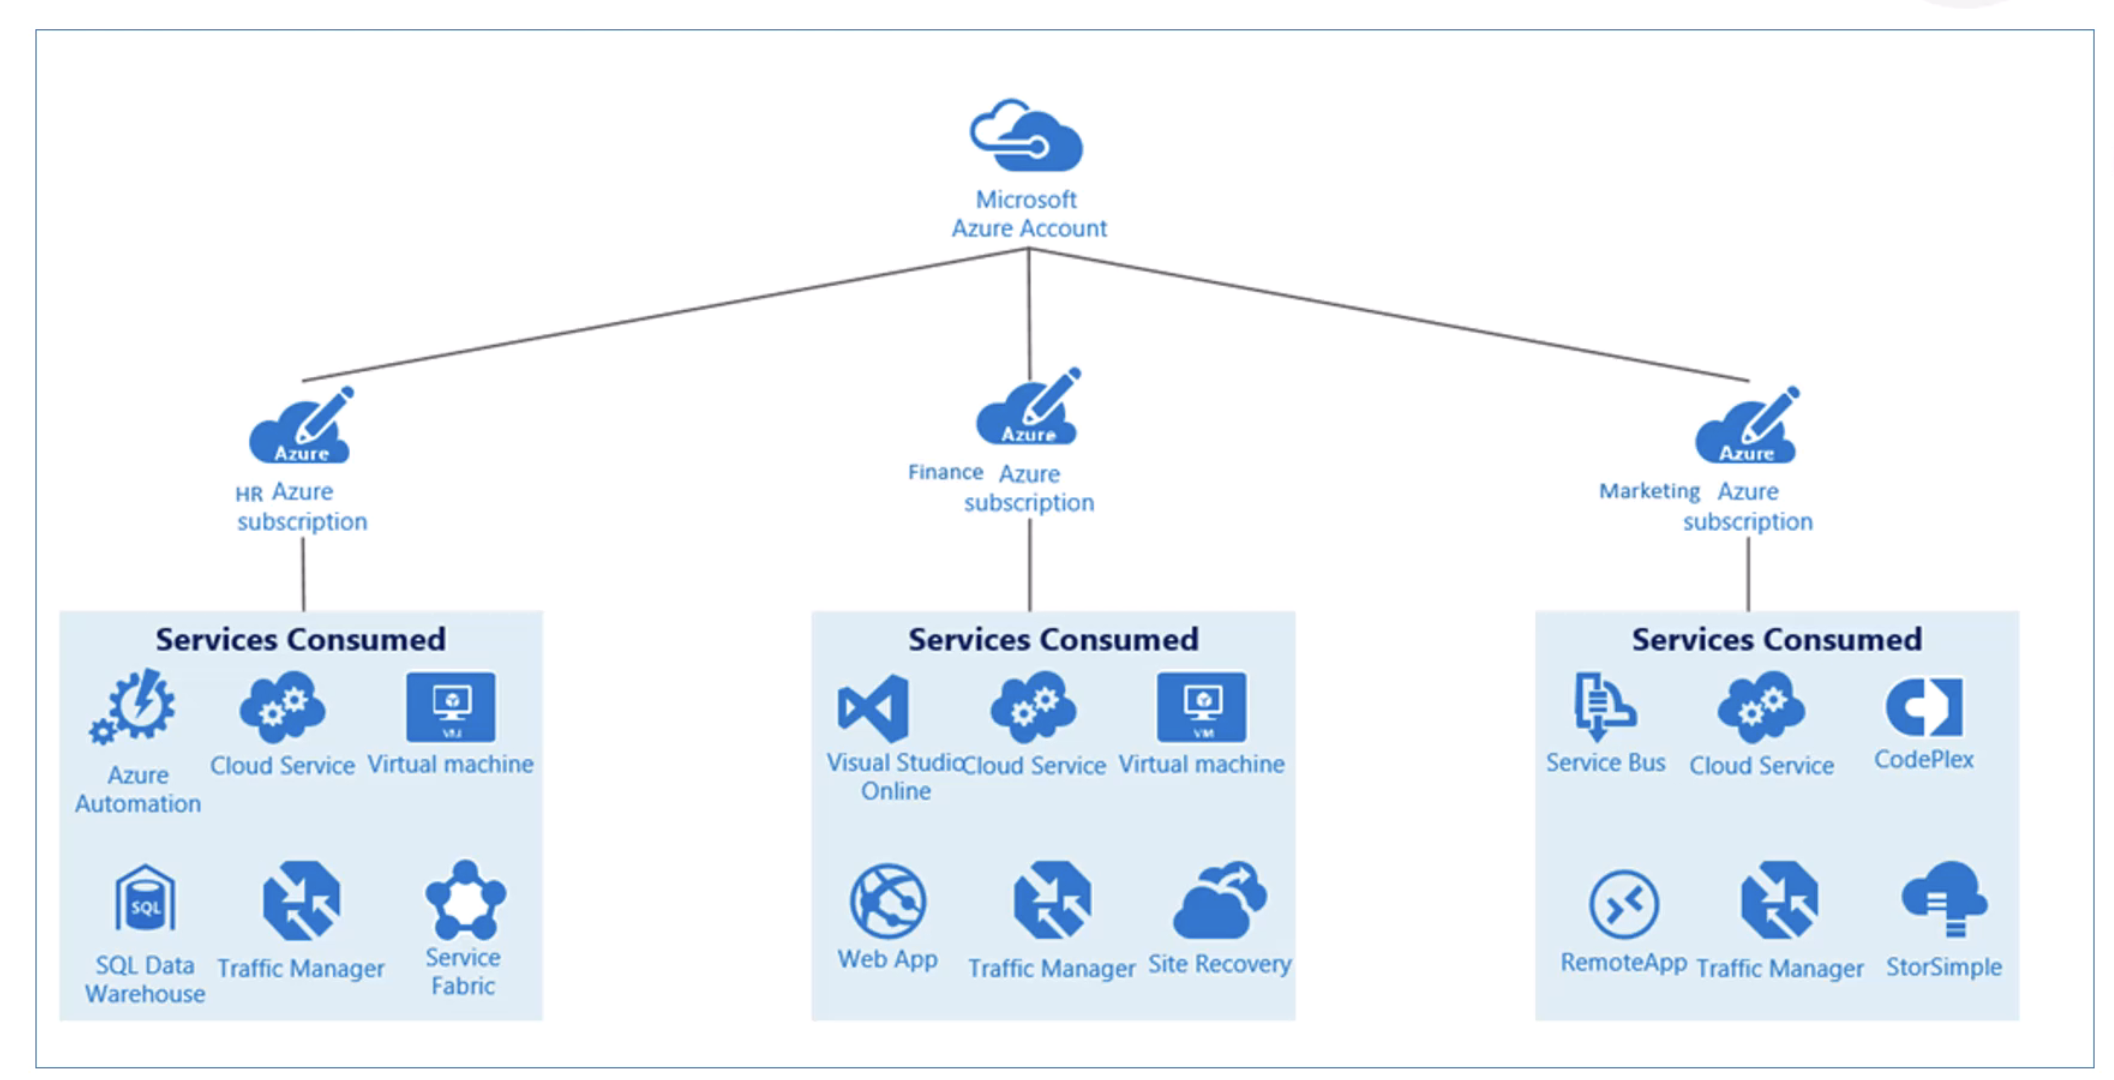 Microsoft
Azure Account
Azure
HR Azure
subscription
Azure
Finance Azure
subscription
Azure
Marketing Azure
subscription
Services Consumed
Azure
Automation
Cloud Service
VM
Virtual machine
SQL
SQL Data
Warehouse
Traffic Manager
Service
Fabric
Services Consumed
Visual Studio
Online
Cloud Service
VM
Virtual machine
Web App
Traffic Manager
Site Recovery
Services Consumed
Service Bus
Cloud Service
CodePlex
RemoteApp
Traffic Manager
StorSimple